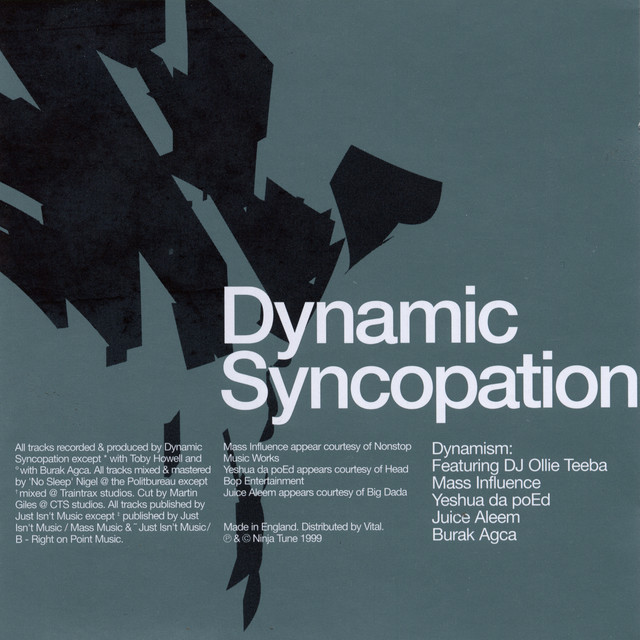 Dynamic
Syncopation
All tracks recorded & produced by Dynamic
Syncopation except * with Toby Howell and
° with Burak Agca. All tracks mixed & mastered
by 'No Sleep' Nigel @ the Politbureau except
mixed @ Traintrax studios. Cut by Martin
Giles @ CTS studios. All tracks published by
Just Isn't Music except published by Just
Isn't Music / Mass Music & Just Isn't Music/
B - Right on Point Music.
Mass Influence appear courtesy of Nonstop
Music Works
Yeshua da poEd appears courtesy of Head
Bop Entertainment
Juice Aleem appears courtesy of Big Dada
Made in England. Distributed by Vital.
℗ & © Ninja Tune 1999
Dynamism:
Featuring DJ Ollie Teeba
Mass Influence
Yeshua da poEd
Juice Aleem
Burak Agca